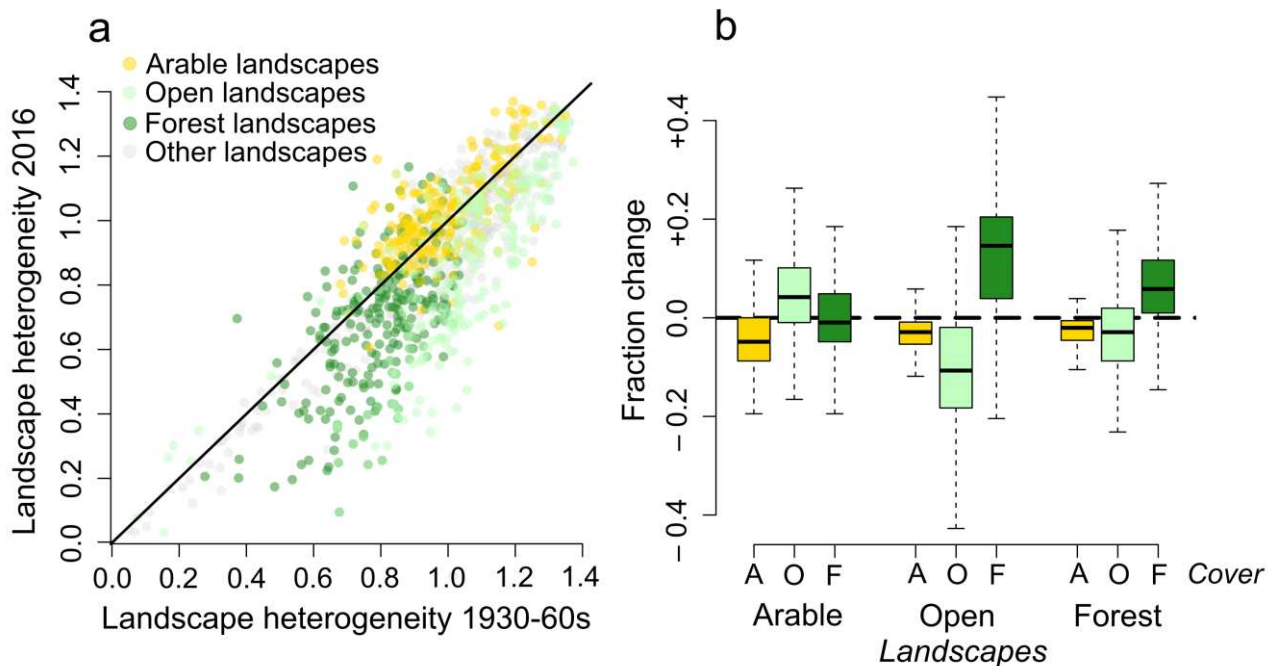 a
Arable landscapes
Open landscapes
Forest landscapes
Other landscapes
Landscape heterogeneity 2016
1.4
1.2
1.0
0.8
0.6
0.4
0.2
0.0
0.0 0.2 0.4 0.6 0.8 1.0 1.2 1.4
Landscape heterogeneity 1930-60s
b
Fraction change
+0.4
+0.2
0.0
− 0.2
− 0.4
A O F A O F A O F Cover
Arable Open Forest
Landscapes